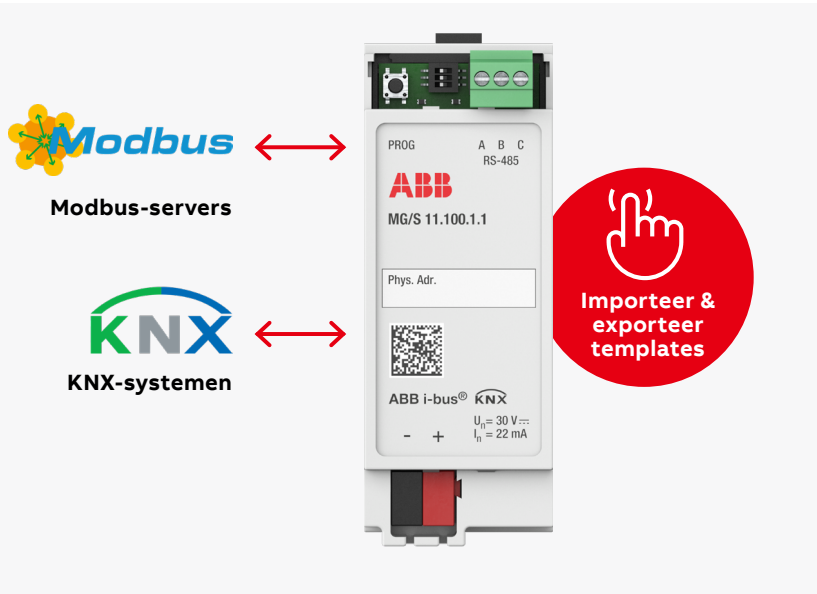 Modbus
Modbus-servers
KNX
KNX-systemen
PROG
A B C
RS-485
ABB
MG/S 11.100.1.1
Phys. Adr.
ABB i-bus® KNX
Un= 30 V⎓
In = 22 mA
- +
Importeer &
exporteer
templates